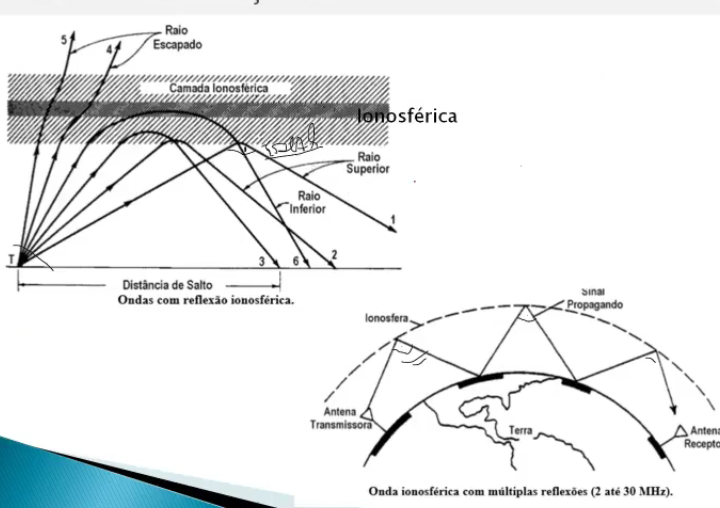 5
4
Raio
Escapado
Camada Ionosférica
Ionosférica
Raio
Superior
Raio
Inferior
1
T
3
6
2
Distância de Salto
Ondas com reflexão ionosférica.
Sinal
Propagando
Ionosfera
Antena
Transmissora
Terra
Antena
Recepto
Onda ionosférica com múltiplas reflexões (2 até 30 MHz).